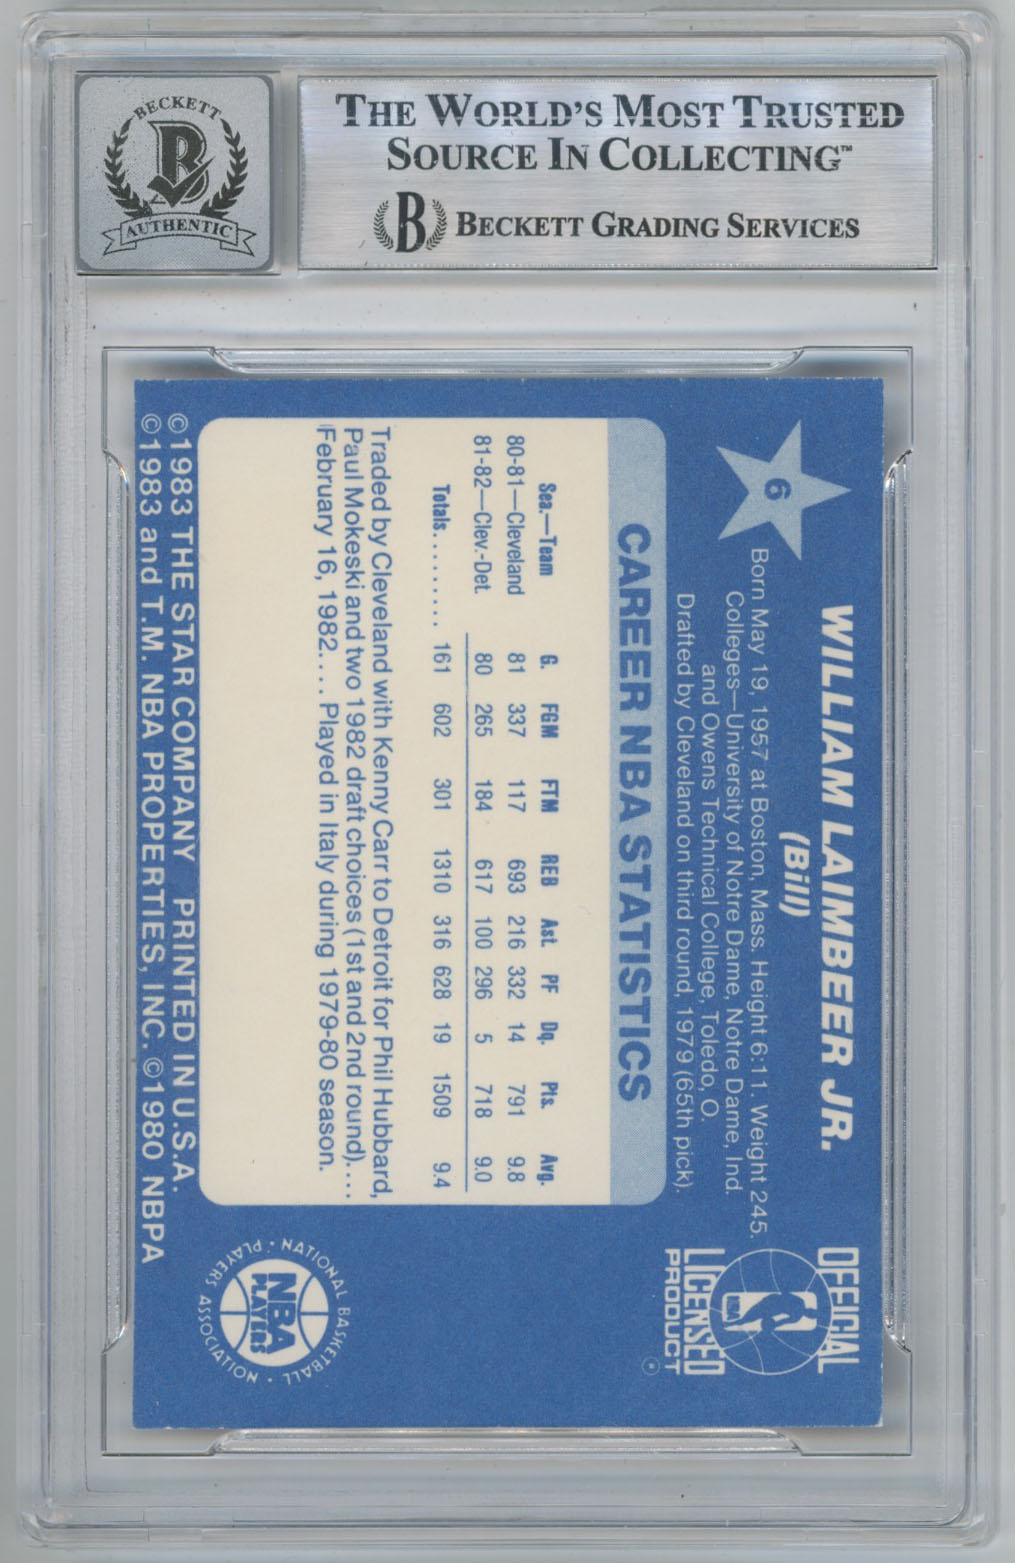 BECKETT
B
AUTHENTIC
THE WORLD'S MOST TRUSTED
SOURCE IN COLLECTING™
B BECKETT GRADING SERVICES
6
WILLIAM LAIMBEER JR.
(Bill)
Born May 19, 1957 at Boston, Mass. Height 6:11. Weight 245.
Colleges—University of Notre Dame, Notre Dame, Ind.
and Owens Technical College, Toledo, O.
Drafted by Cleveland on third round, 1979 (65th pick).
CAREER NBA STATISTICS
Sea.—Team G. FGM FTM REB Ast. PF Dq. Pts. Avg.
80-81—Cleveland 81 337 117 693 216 332 14 791 9.8
81-82—Clev.-Det. 80 265 184 617 100 296 5 718 9.0
Totals......... 161 602 301 1310 316 628 19 1509 9.4
Traded by Cleveland with Kenny Carr to Detroit for Phil Hubbard,
Paul Mokeski and two 1982 draft choices (1st and 2nd round)....
February 16, 1982.... Played in Italy during 1979-80 season.
©1983 THE STAR COMPANY PRINTED IN U.S.A.
©1983 and T.M. NBA PROPERTIES, INC. ©1980 NBPA
OFFICIAL
NBA
LICENSED
PRODUCT
®
NATIONAL BASKETBALL
PLAYERS ASSOCIATION
NBA
PLAYERS